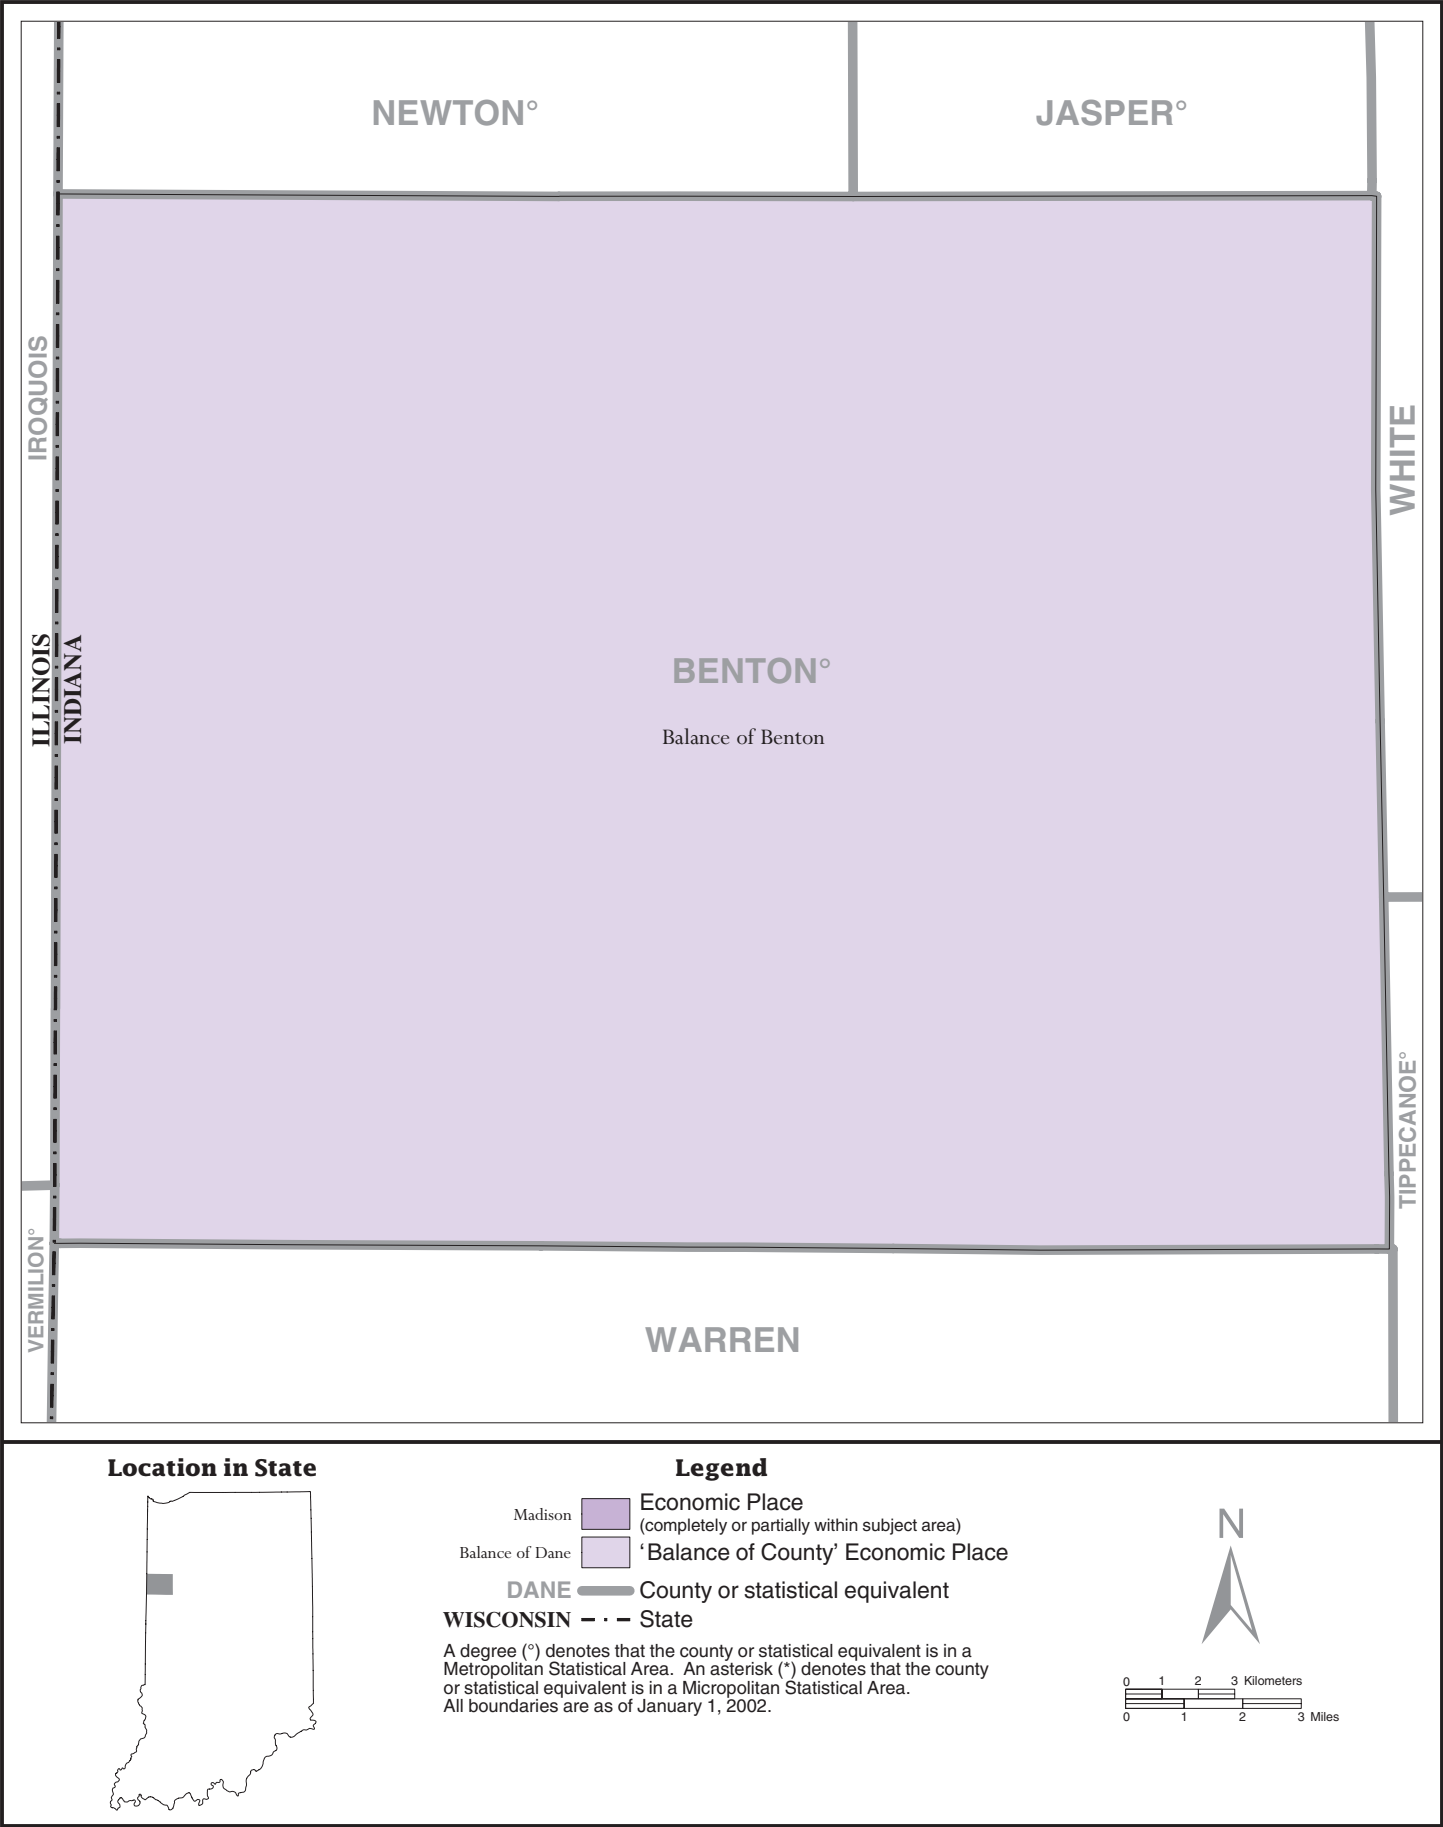 NEWTON°
JASPER°
IROQUOIS
WHITE
ILLINOIS
INDIANA
BENTON°
Balance of Benton
TIPPECANOE°
VERMILION°
WARREN
Location in State
Legend
Madison
Economic Place
(completely or partially within subject area)
Balance of Dane
‘Balance of County’ Economic Place
DANE
County or statistical equivalent
WISCONSIN
State
A degree (°) denotes that the county or statistical equivalent is in a
Metropolitan Statistical Area.  An asterisk (*) denotes that the county
or statistical equivalent is in a Micropolitan Statistical Area.
All boundaries are as of January 1, 2002.
N
0 1 2 3 Kilometers
0 1 2 3 Miles